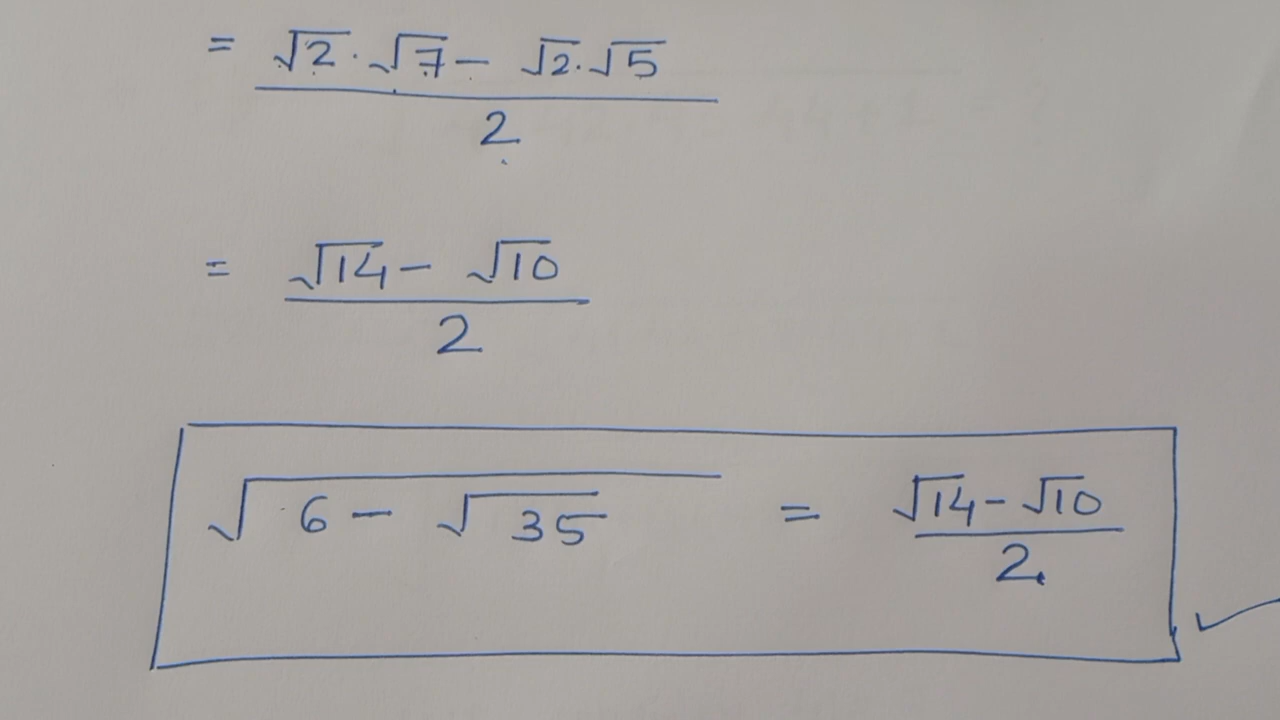 = (√2·√7 − √2·√5)/2
= (√14 − √10)/2
√(6 − √35) = (√14 − √10)/2